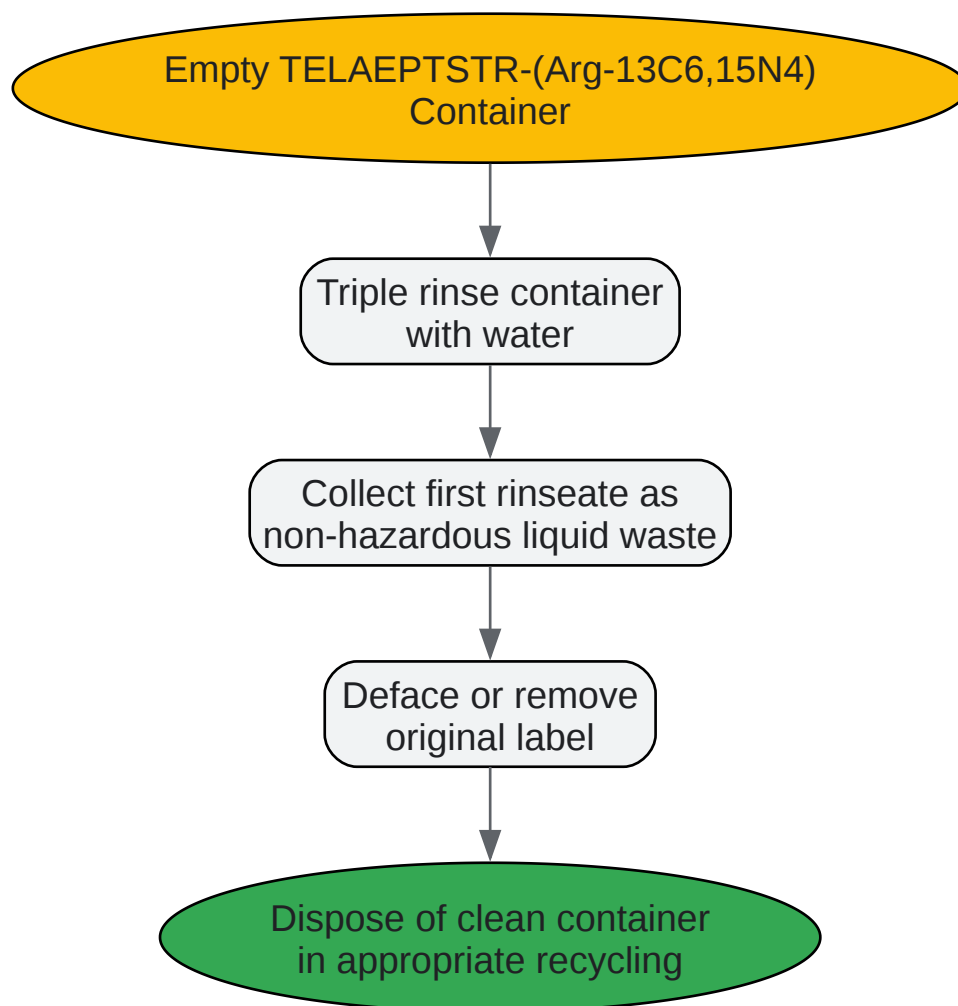 Empty TELAEPTSTR-(Arg-13C6,15N4)
Container
Triple rinse container
with water
Collect first rinseate as
non-hazardous liquid waste
Deface or remove
original label
Dispose of clean container
in appropriate recycling